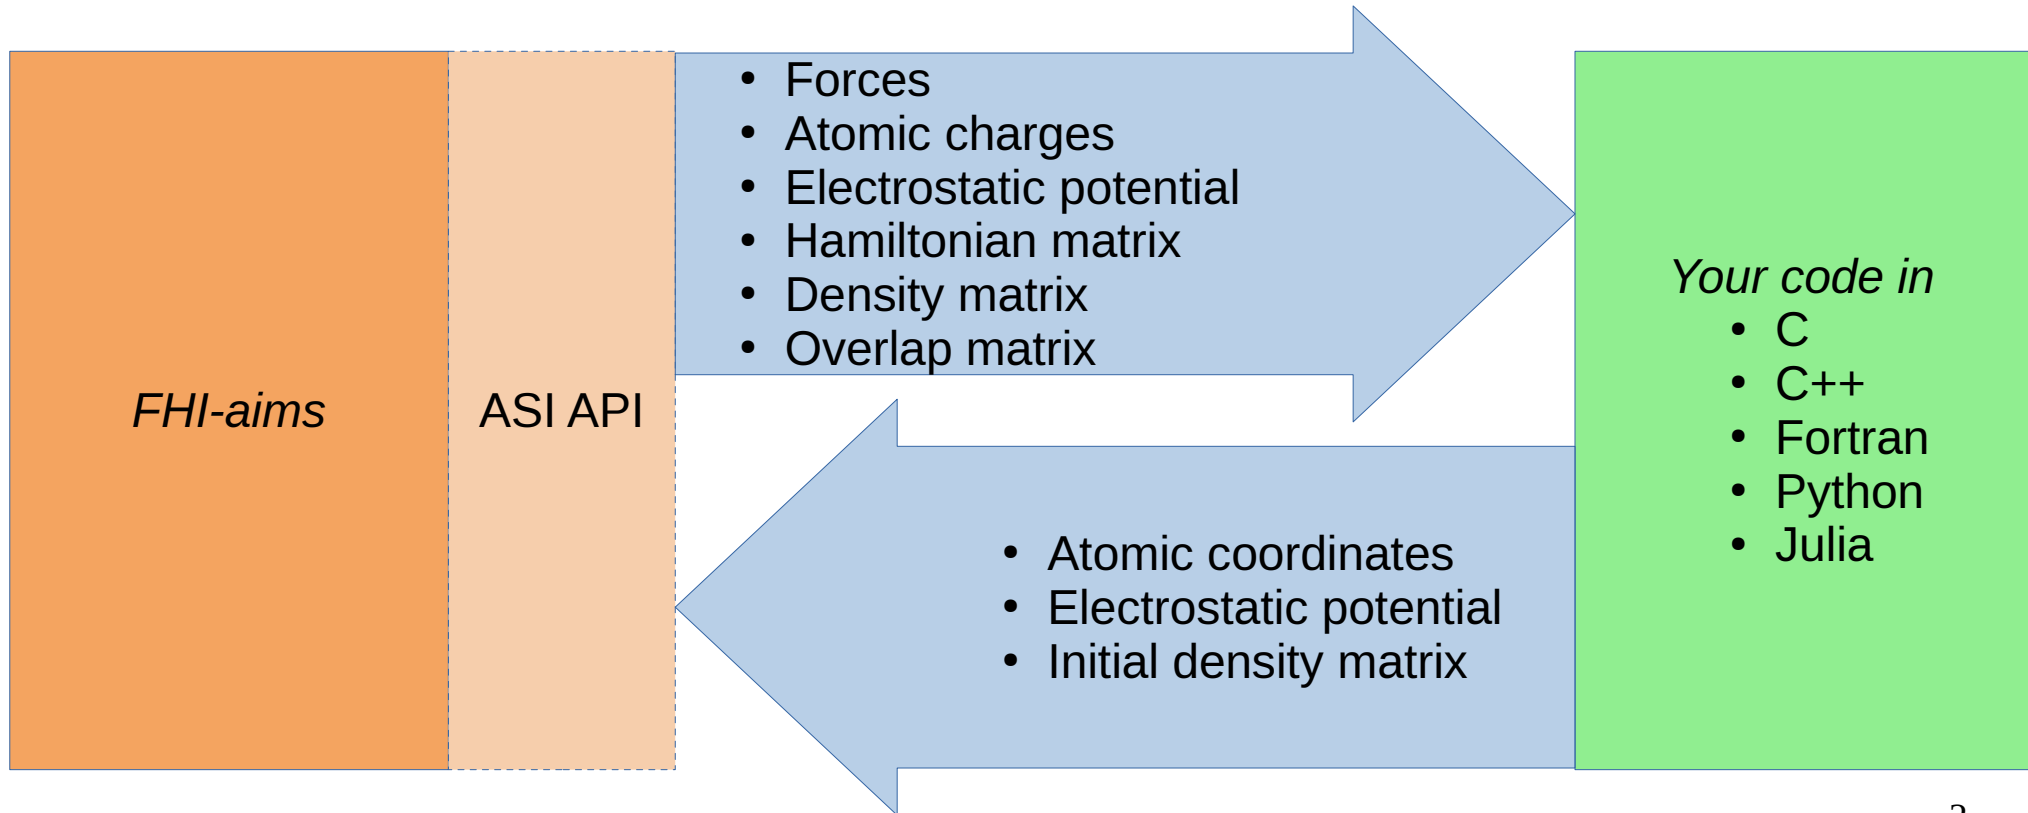 FHI-aims
ASI API
• Forces
• Atomic charges
• Electrostatic potential
• Hamiltonian matrix
• Density matrix
• Overlap matrix
• Atomic coordinates
• Electrostatic potential
• Initial density matrix
Your code in
• C
• C++
• Fortran
• Python
• Julia